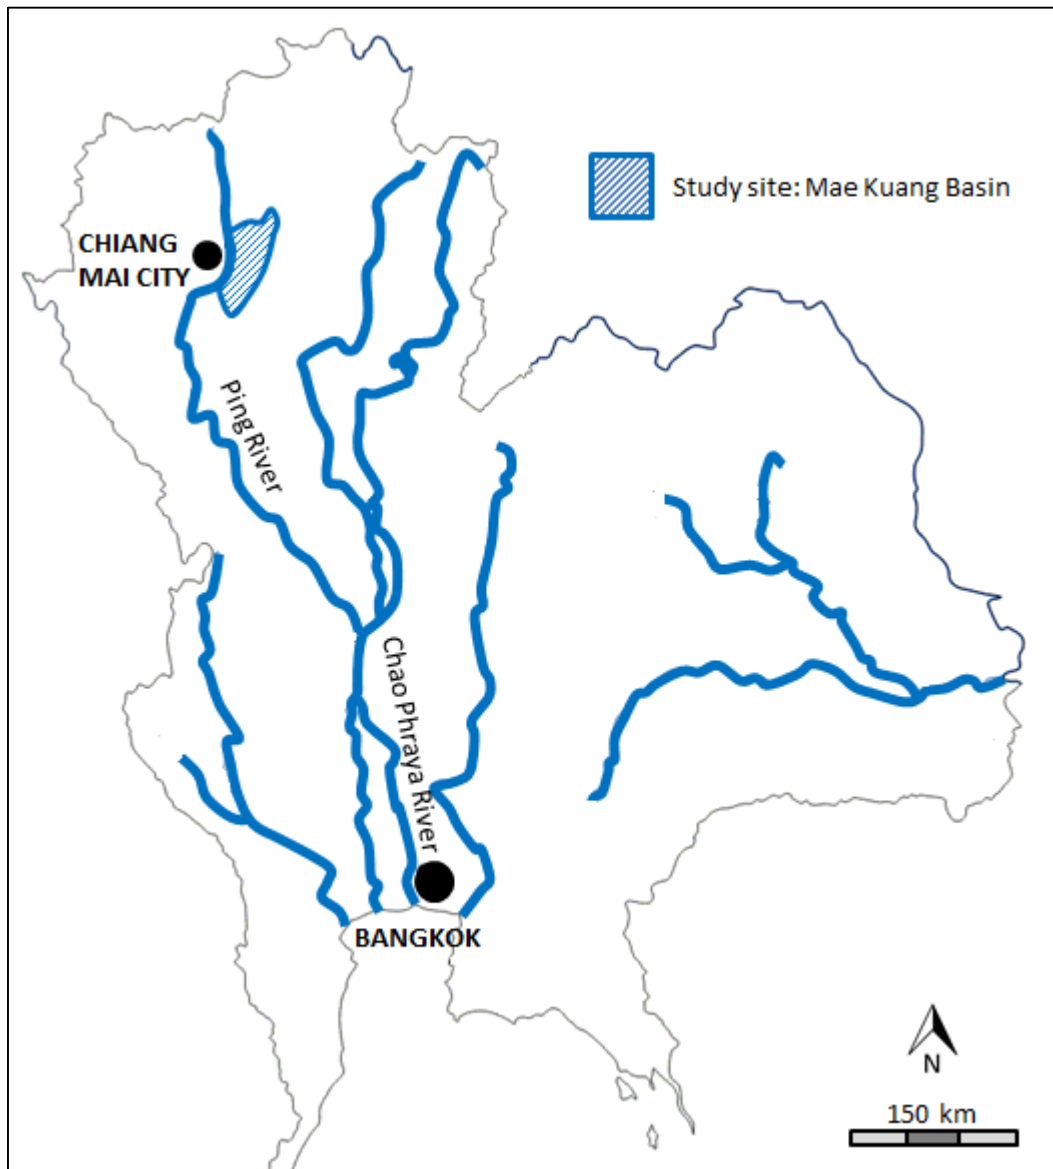 Study site: Mae Kuang Basin
CHIANG
MAI CITY
Ping River
Chao Phraya River
BANGKOK
N
150 km